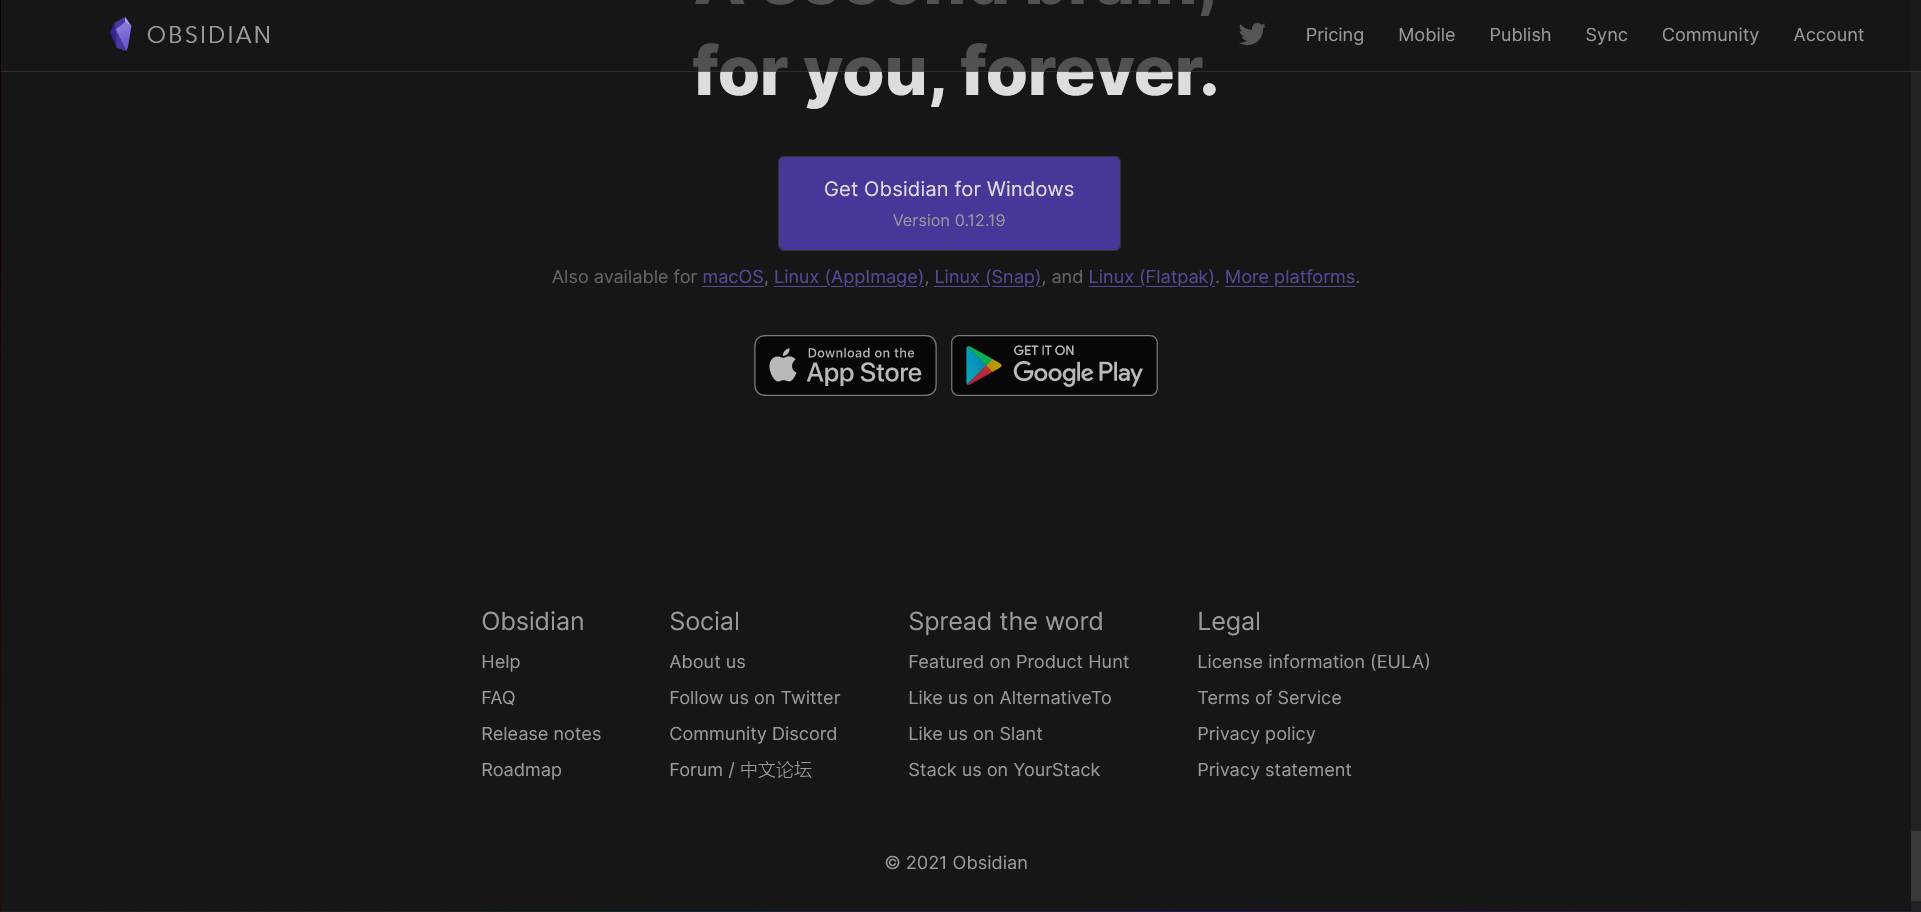 OBSIDIAN
Pricing Mobile Publish Sync Community Account
A second brain,
for you, forever.
Get Obsidian for Windows
Version 0.12.19
Also available for macOS, Linux (AppImage), Linux (Snap), and Linux (Flatpak). More platforms.
Download on the
App Store
GET IT ON
Google Play
Obsidian
Help
FAQ
Release notes
Roadmap
Social
About us
Follow us on Twitter
Community Discord
Forum / 中文论坛
Spread the word
Featured on Product Hunt
Like us on AlternativeTo
Like us on Slant
Stack us on YourStack
Legal
License information (EULA)
Terms of Service
Privacy policy
Privacy statement
© 2021 Obsidian